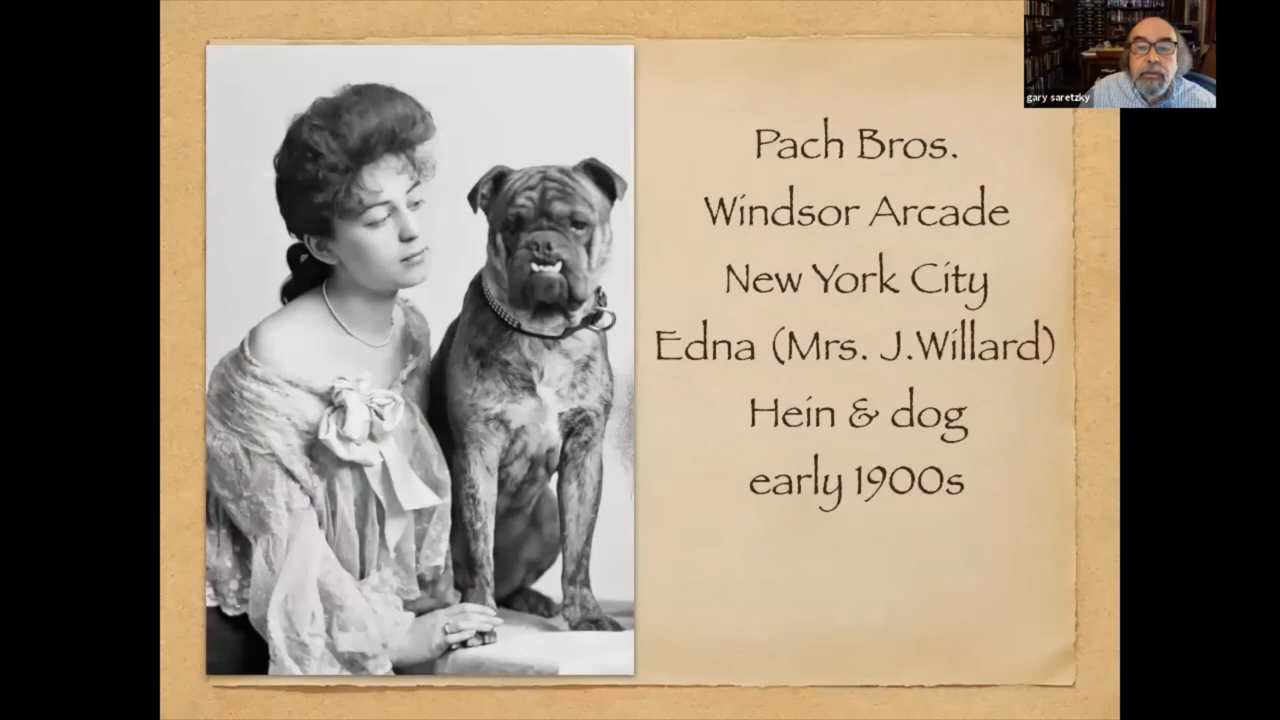 gary saretzky
Pach Bros.
Windsor Arcade
New York City
Edna (Mrs. J.Willard)
Hein & dog
early 1900s